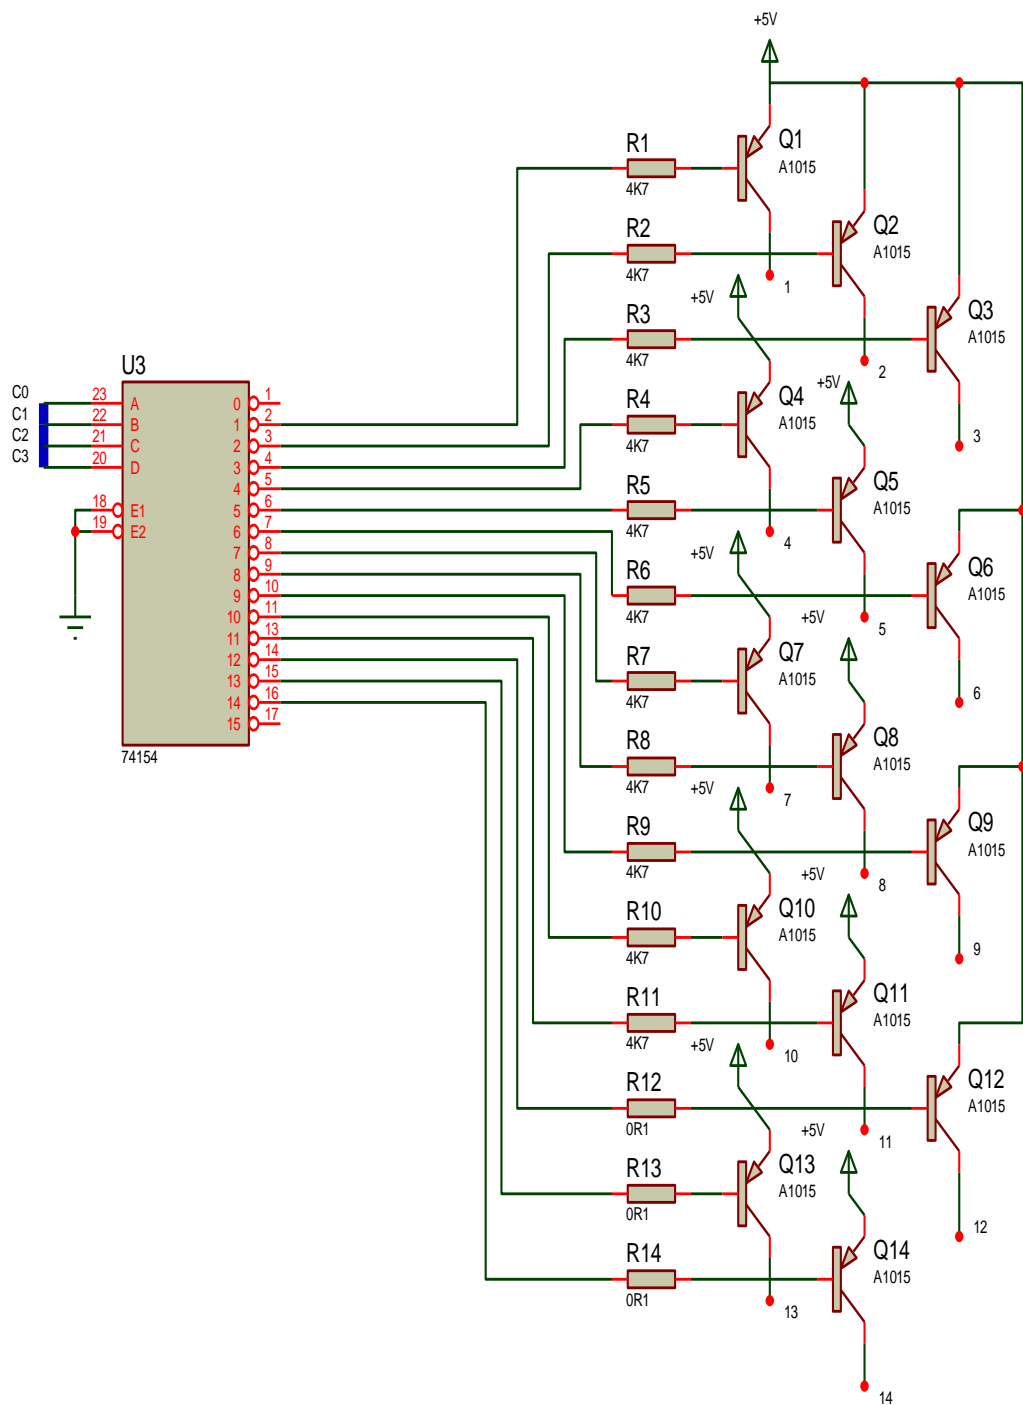 +5V
R1
4K7
Q1
A1015
1
R2
4K7
Q2
A1015
2
+5V
R3
4K7
Q3
A1015
3
U3
C0
C1
C2
C3
23
22
21
20
18
19
A
B
C
D
E1
E2
0
1
2
3
4
5
6
7
8
9
10
11
12
13
14
15
1
2
3
4
5
6
7
8
9
10
11
13
14
15
16
17
74154
R4
4K7
Q4
A1015
4
+5V
R5
4K7
Q5
A1015
5
+5V
R6
4K7
Q6
A1015
6
+5V
R7
4K7
Q7
A1015
7
R8
4K7
Q8
A1015
8
+5V
R9
4K7
Q9
A1015
9
+5V
R10
4K7
Q10
A1015
10
R11
4K7
Q11
A1015
11
+5V
R12
0R1
Q12
A1015
12
+5V
R13
0R1
Q13
A1015
13
R14
0R1
Q14
A1015
14